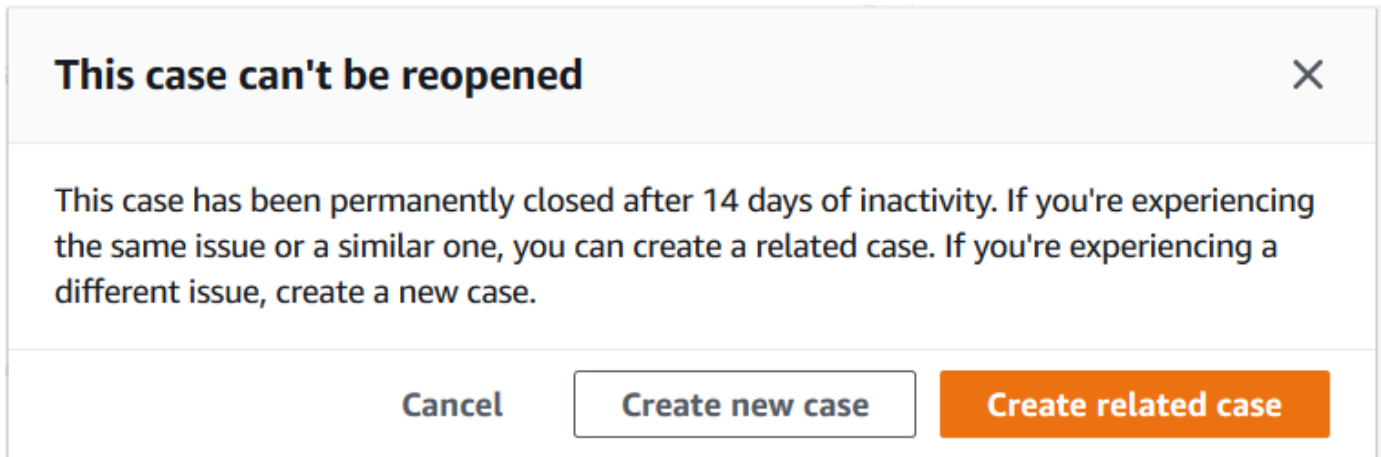 This case can't be reopened
This case has been permanently closed after 14 days of inactivity. If you're experiencing
the same issue or a similar one, you can create a related case. If you're experiencing a
different issue, create a new case.
Cancel
Create new case
Create related case